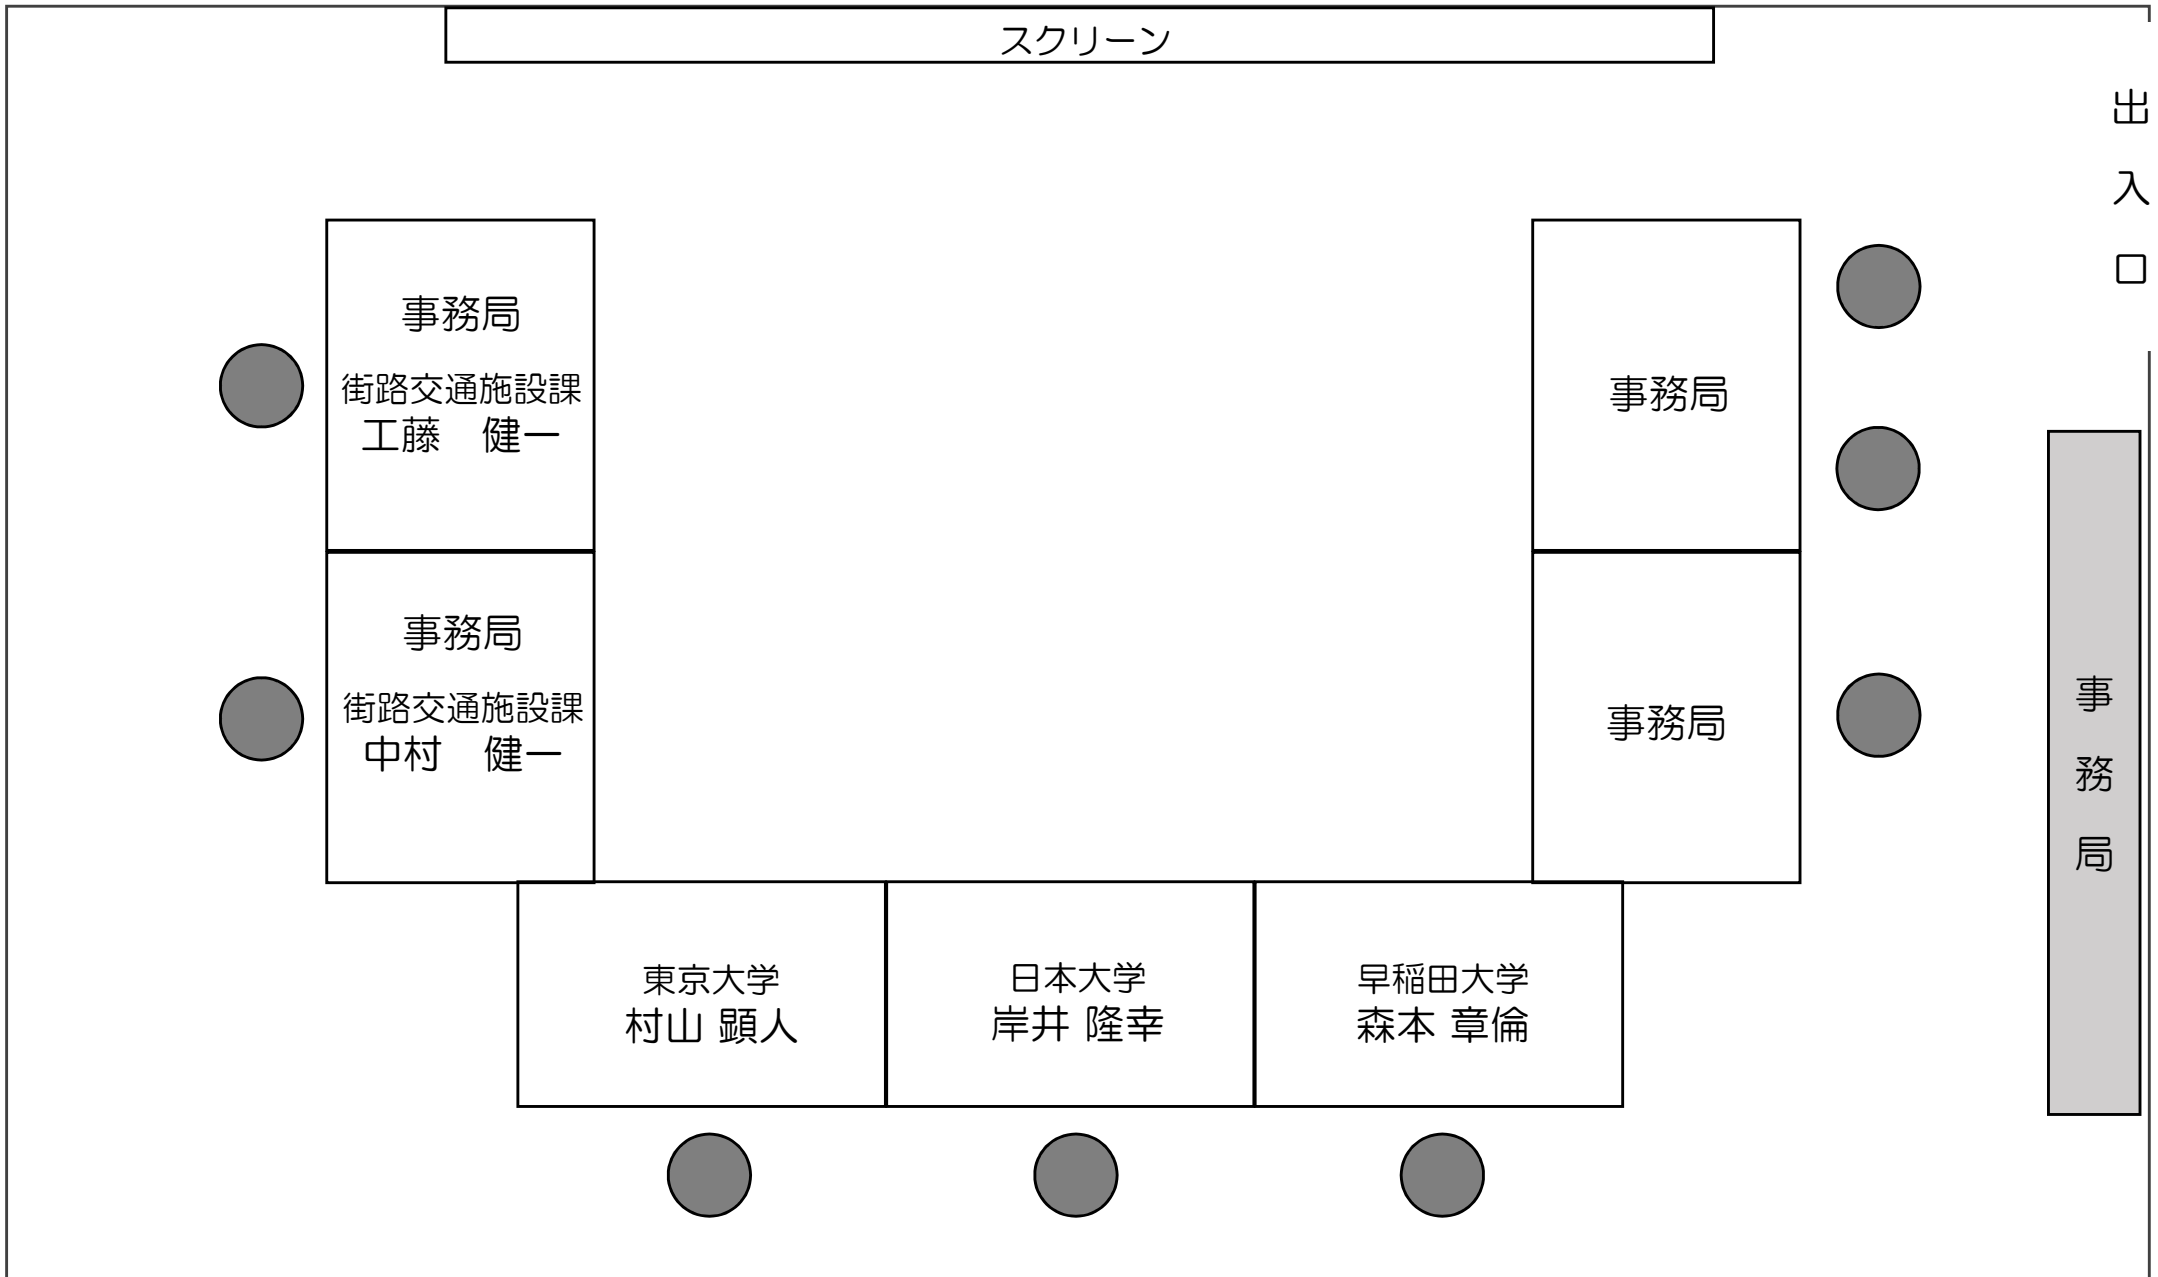 スクリーン
出入口
事務局
街路交通施設課
工藤　健一
事務局
事務局
街路交通施設課
中村　健一
事務局
事務局
東京大学
村山 顕人
日本大学
岸井 隆幸
早稲田大学
森本 章倫